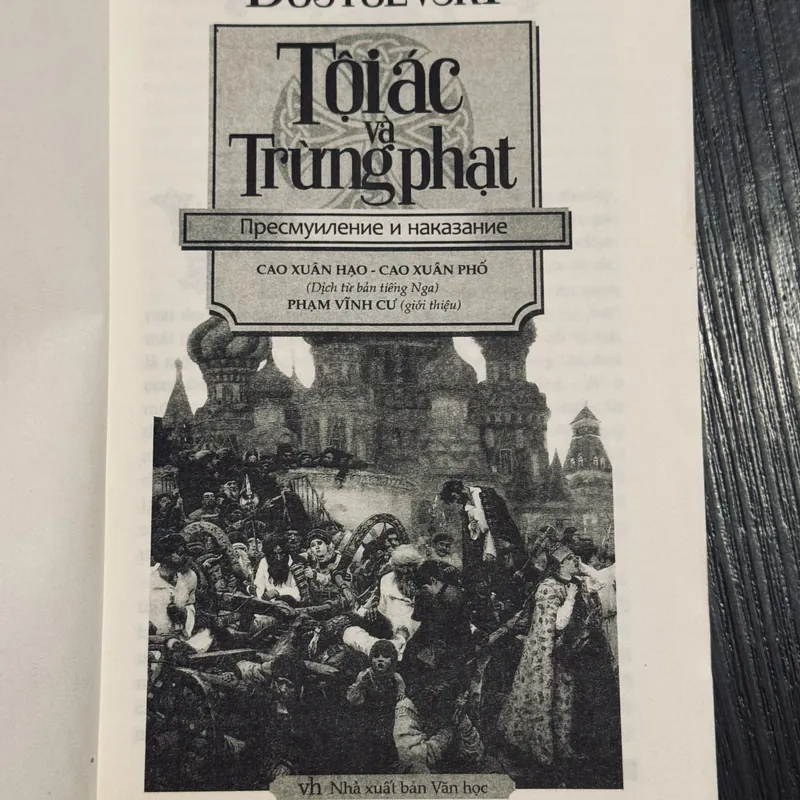 DOSTOEVSKI
Tội ác
và
Trừng phạt
Пресмуиление и наказание
CAO XUÂN HẠO - CAO XUÂN PHỐ
(Dịch từ bản tiếng Nga)
PHẠM VĨNH CƯ (giới thiệu)
vh Nhà xuất bản Văn học